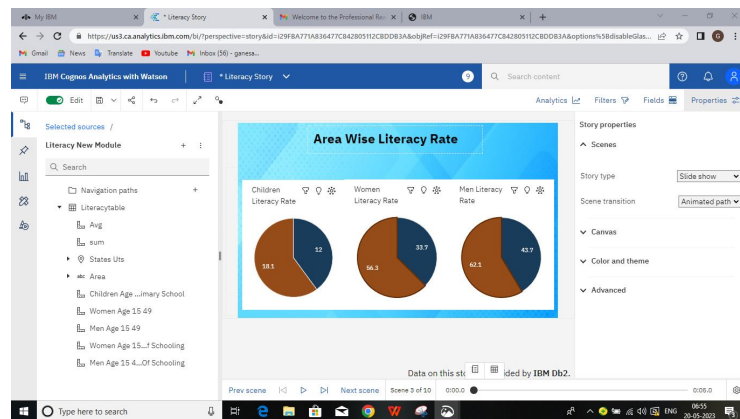 My IBM
* Literacy Story
Welcome to the Professional Rea
IBM
https://us3.ca.analytics.ibm.com/bi/?perspective=story&id=i29FBA771A836477C842805112CBDDB3A&objRef=i29FBA771A836477C842805112CBDDB3A&options%5BdisableGlas...
Gmail News Translate Youtube Inbox (56) - ganesa...
IBM Cognos Analytics with Watson
* Literacy Story
9
Search content
Edit
Analytics Filters Fields Properties
Selected sources /
Literacy New Module
Search
Navigation paths
Literacytable
Avg
sum
States Uts
abc Area
Children Age ...imary School
Women Age 15 49
Men Age 15 49
Women Age 15...f Schooling
Men Age 15 4...Of Schooling
Area Wise Literacy Rate
Children Literacy Rate
12
18.1
Women Literacy Rate
33.7
56.3
Men Literacy Rate
43.7
62.1
Data on this sto
ded by IBM Db2.
Story properties
Scenes
Story type
Slide show
Scene transition
Animated path
Canvas
Color and theme
Advanced
Prev scene
Next scene
Scene 3 of 10
0:00.0
0:05.0
Type here to search
ENG
06:55
20-05-2023